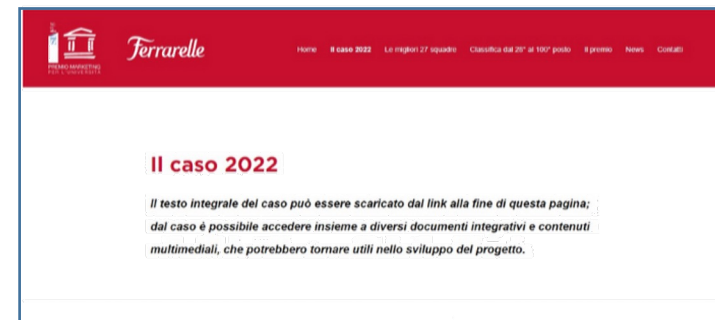 Ferrarelle
Home Il caso 2022 Le migliori 27 squadre Classifica dal 28° al 100° posto Il premio News Contatti
PREMIO MARKETING
PER L'UNIVERSITÀ
Il caso 2022
Il testo integrale del caso può essere scaricato dal link alla fine di questa pagina;
dal caso è possibile accedere insieme a diversi documenti integrativi e contenuti
multimediali, che potrebbero tornare utili nello sviluppo del progetto.